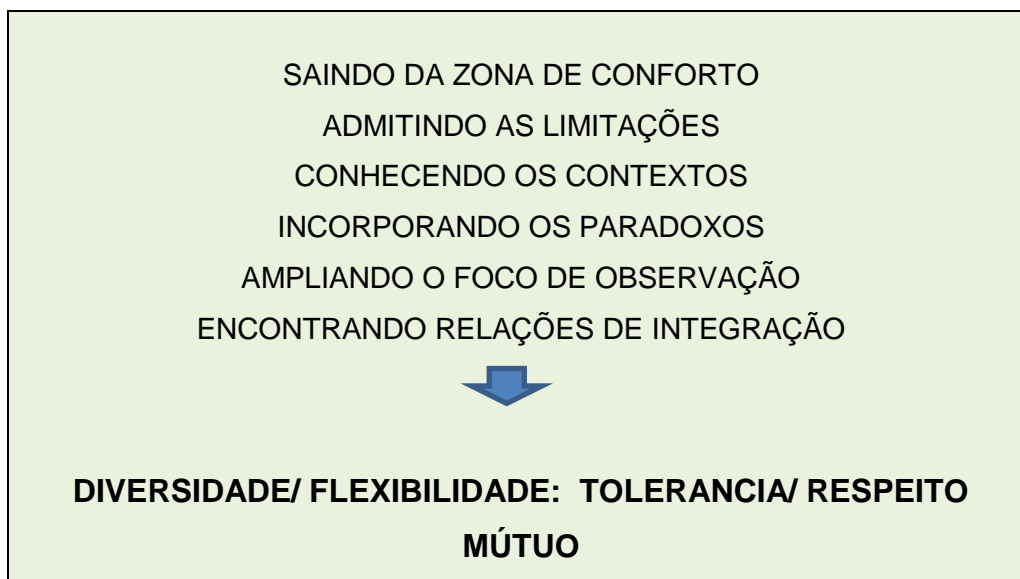 SAINDO DA ZONA DE CONFORTO
ADMITINDO AS LIMITAÇÕES
CONHECENDO OS CONTEXTOS
INCORPORANDO OS PARADOXOS
AMPLIANDO O FOCO DE OBSERVAÇÃO
ENCONTRANDO RELAÇÕES DE INTEGRAÇÃO
DIVERSIDADE/ FLEXIBILIDADE: TOLERANCIA/ RESPEITO
MÚTUO